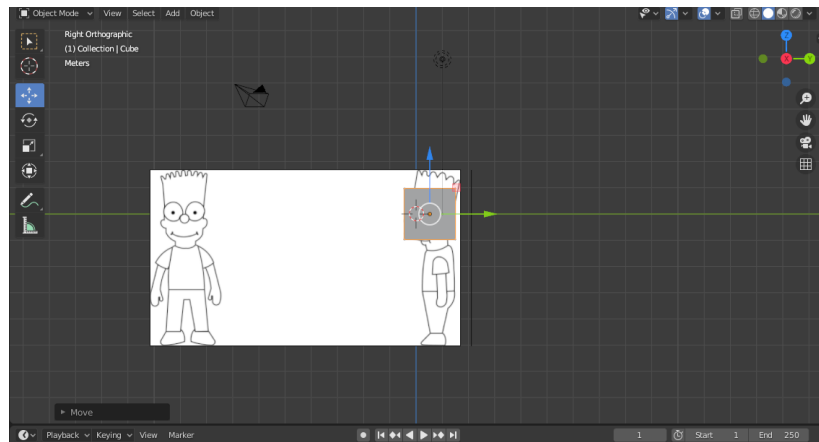 Object Mode View Select Add Object
Right Orthographic
(1) Collection | Cube
Meters
Z
X
Y
Move
Playback Keying View Marker 1 Start 1 End 250